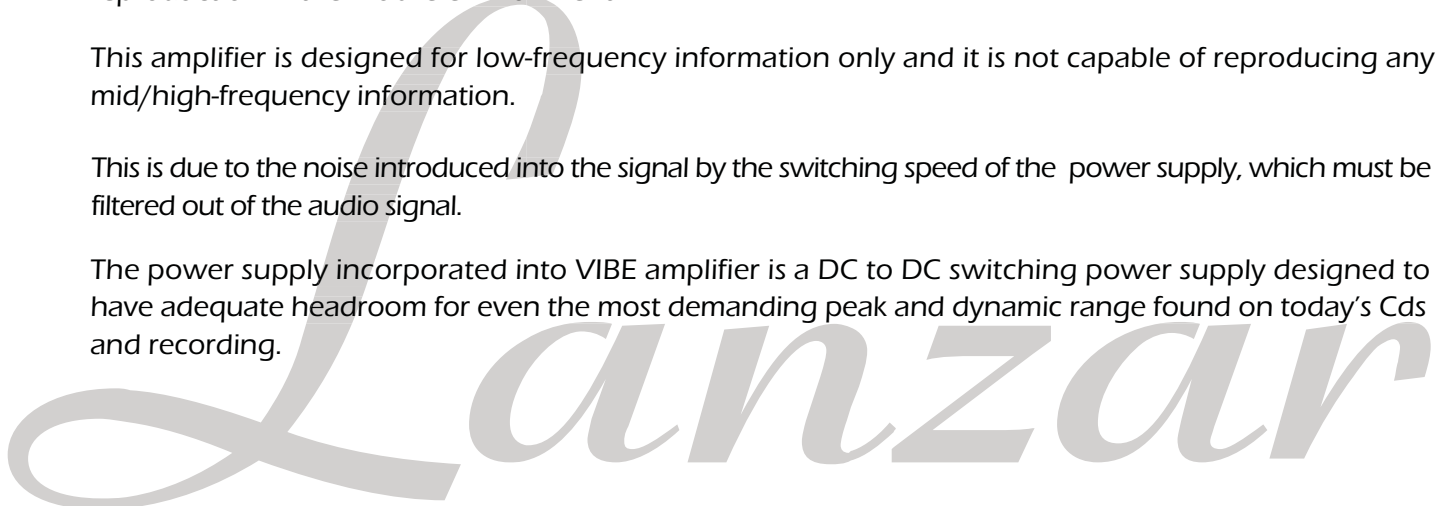 This amplifier is designed for low-frequency information only and it is not capable of reproducing any
mid/high-frequency information.
This is due to the noise introduced into the signal by the switching speed of the power supply, which must be
filtered out of the audio signal.
The power supply incorporated into VIBE amplifier is a DC to DC switching power supply designed to
have adequate headroom for even the most demanding peak and dynamic range found on today's Cds
and recording.
Lanzar